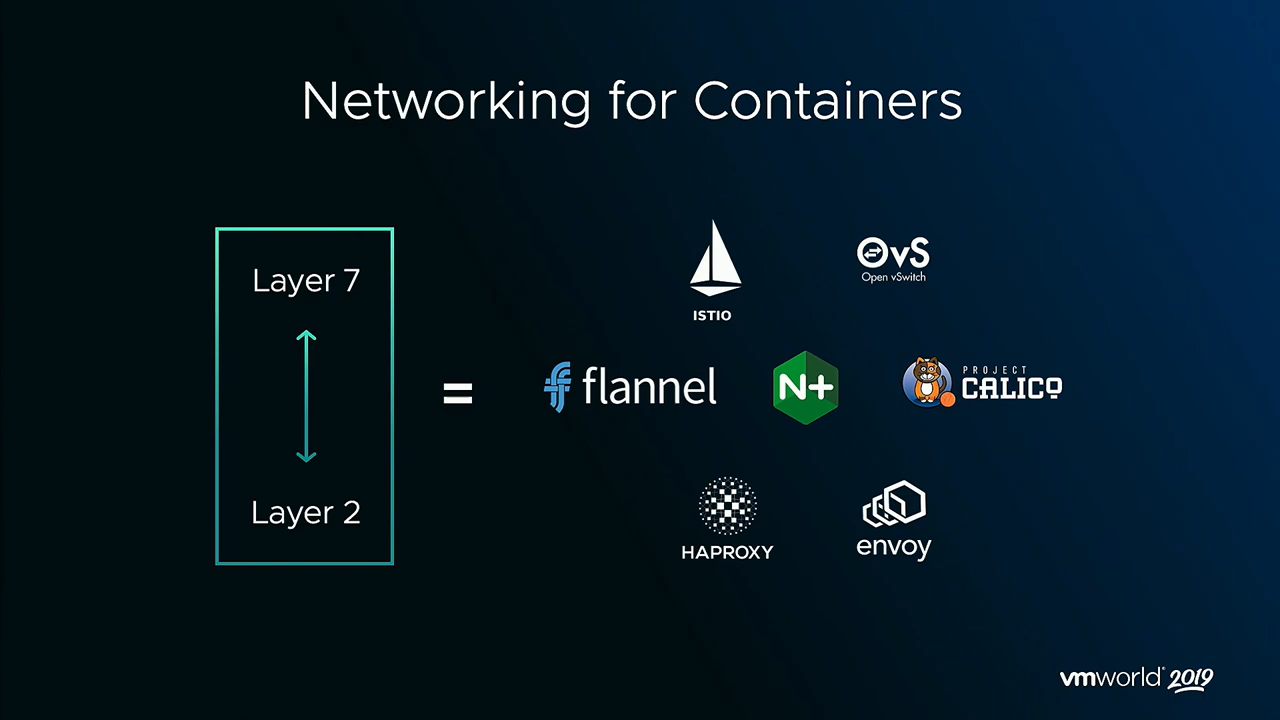 Networking for Containers
Layer 7
Layer 2
=
ISTIO
OvS
Open vSwitch
flannel
N+
PROJECT
CALICO
HAPROXY
envoy
vmworld® 2019